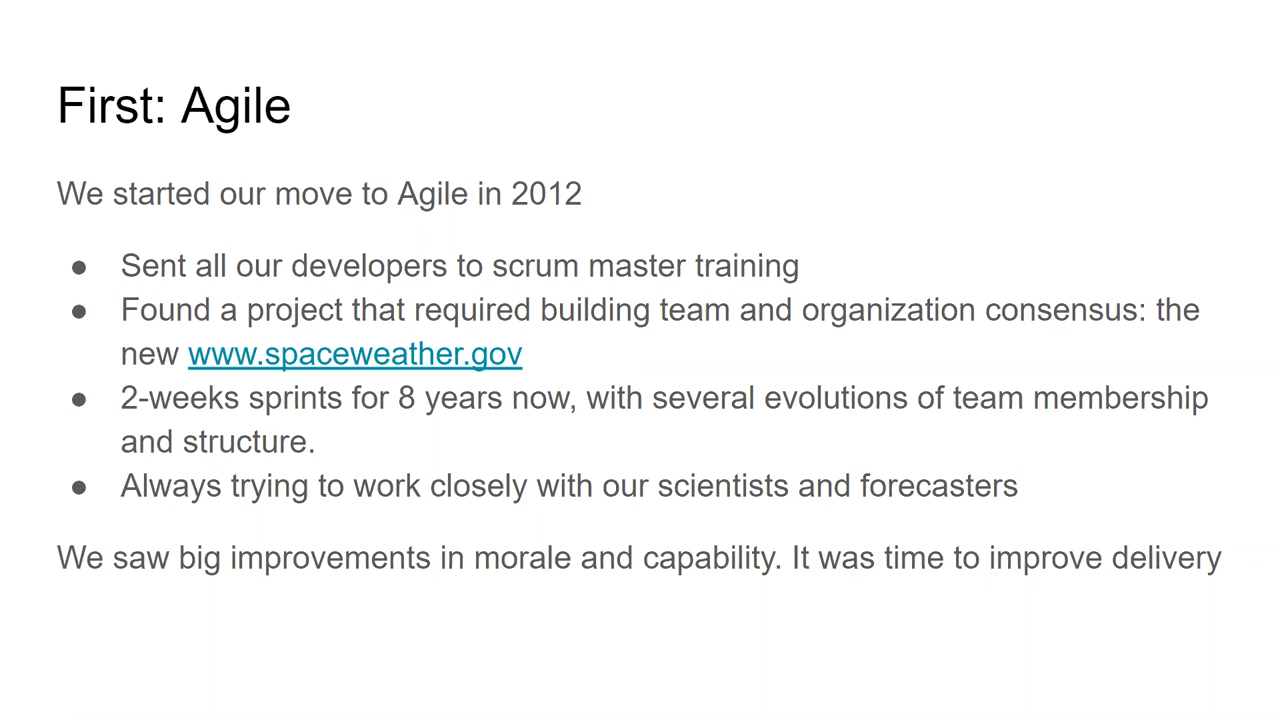 First: Agile
We started our move to Agile in 2012
● Sent all our developers to scrum master training
● Found a project that required building team and organization consensus: the
new www.spaceweather.gov
● 2-weeks sprints for 8 years now, with several evolutions of team membership
and structure.
● Always trying to work closely with our scientists and forecasters
We saw big improvements in morale and capability. It was time to improve delivery